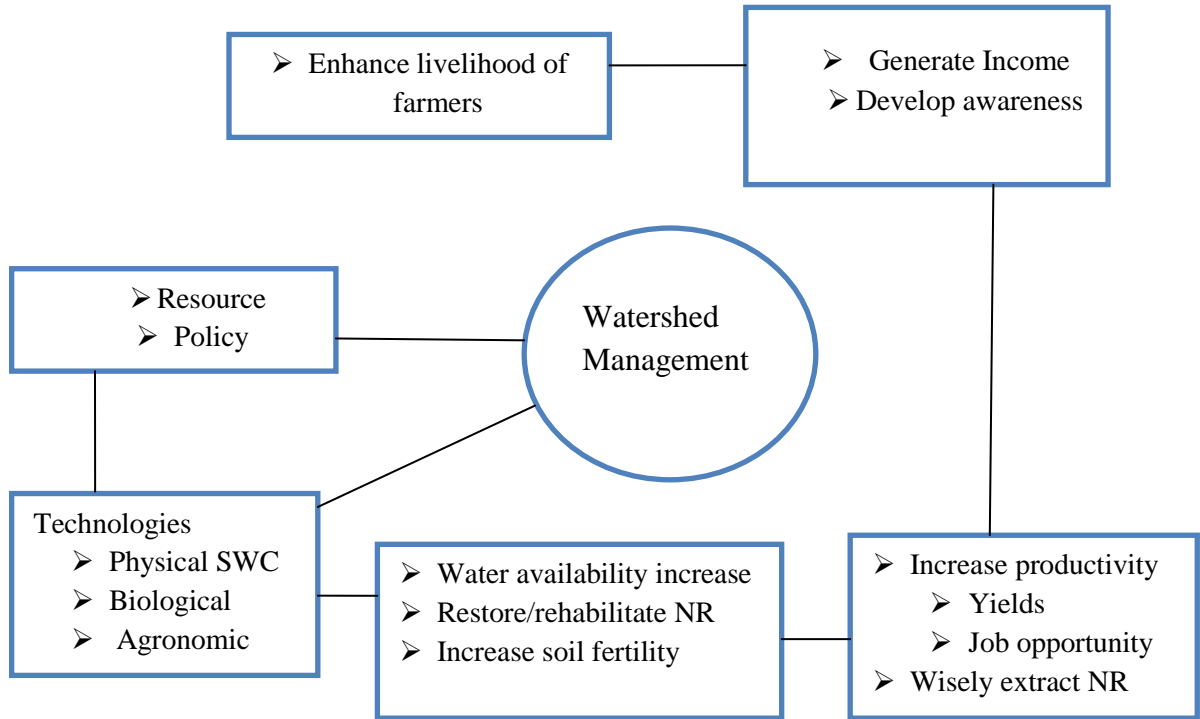 ➢ Enhance livelihood of
farmers
➢ Generate Income
➢ Develop awareness
➢ Resource
➢ Policy
Watershed
Management
Technologies
➢ Physical SWC
➢ Biological
➢ Agronomic
➢ Water availability increase
➢ Restore/rehabilitate NR
➢ Increase soil fertility
➢ Increase productivity
➢ Yields
➢ Job opportunity
➢ Wisely extract NR